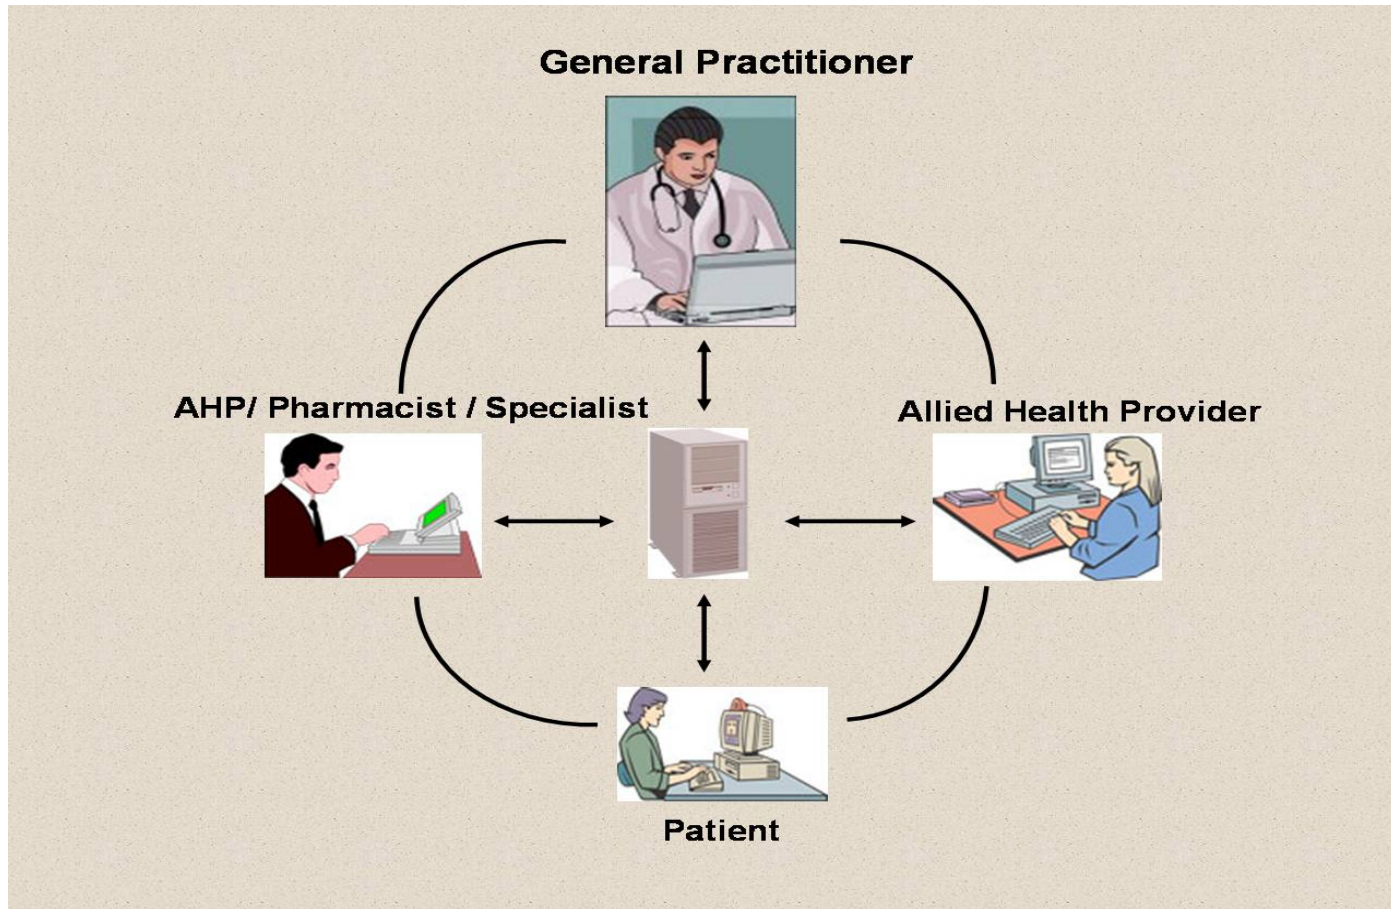 General Practitioner
AHP/ Pharmacist / Specialist
Allied Health Provider
Patient